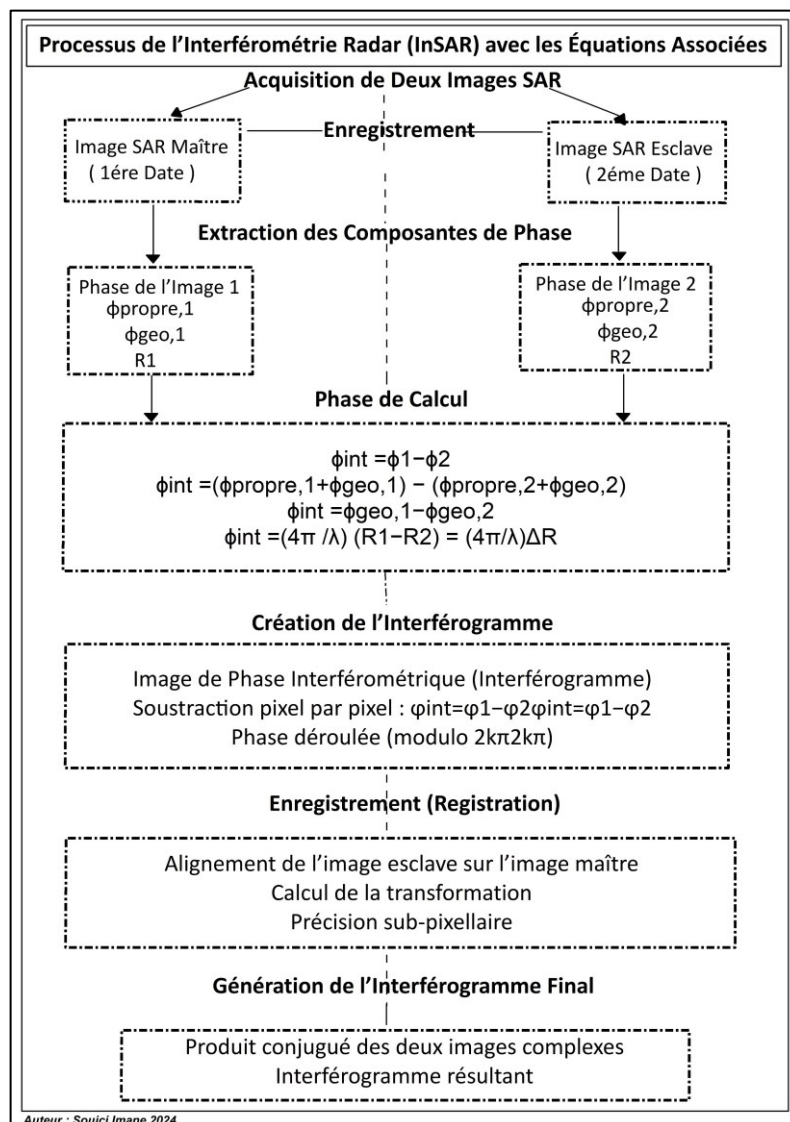 Processus de l’Interférométrie Radar (InSAR) avec les Équations Associées
Acquisition de Deux Images SAR
Enregistrement
Image SAR Maître
( 1ére Date )
Image SAR Esclave
( 2éme Date )
Extraction des Composantes de Phase
Phase de l’Image 1
ϕpropre,1
ϕgeo,1
R1
Phase de l’Image 2
ϕpropre,2
ϕgeo,2
R2
Phase de Calcul
ϕint =ϕ1−ϕ2
ϕint =(ϕpropre,1+ϕgeo,1) − (ϕpropre,2+ϕgeo,2)
ϕint =ϕgeo,1−ϕgeo,2
ϕint =(4π /λ) (R1−R2) = (4π/λ)ΔR
Création de l’Interférogramme
Image de Phase Interférométrique (Interférogramme)
Soustraction pixel par pixel : φint=φ1−φ2φint=φ1−φ2
Phase déroulée (modulo 2kπ2kπ)
Enregistrement (Registration)
Alignement de l’image esclave sur l’image maître
Calcul de la transformation
Précision sub-pixellaire
Génération de l’Interférogramme Final
Produit conjugué des deux images complexes
Interférogramme résultant
Auteur : Souici Imane 2024